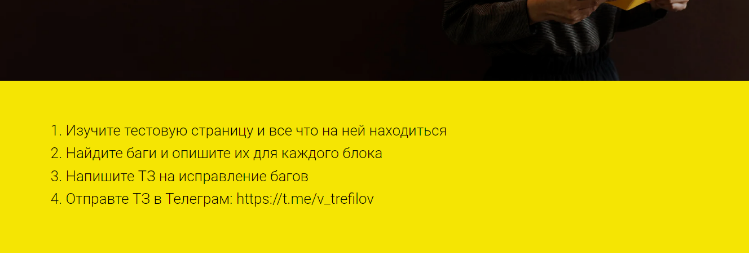 1. Изучите тестовую страницу и все что на ней находиться
2. Найдите баги и опишите их для каждого блока
3. Напишите ТЗ на исправление багов
4. Отправте ТЗ в Телеграм: https://t.me/v_trefilov